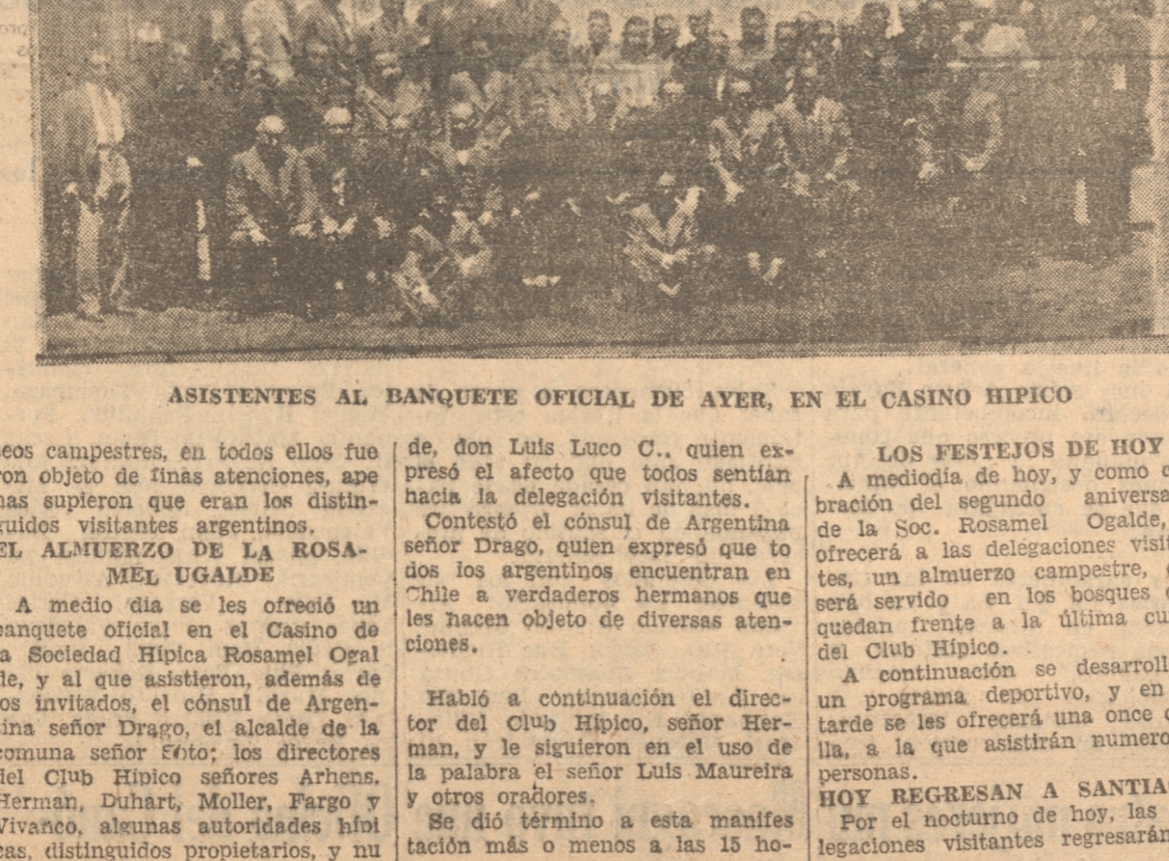 ASISTENTES AL BANQUETE OFICIAL DE AYER, EN EL CASINO HIPICO
seos campestres, en todos ellos fue
ron objeto de finas atenciones, ape
nas supieron que eran los distin-
guidos visitantes argentinos.
EL ALMUERZO DE LA ROSA-
MEL UGALDE
A medio dia se les ofreció un
banquete oficial en el Casino de
la Sociedad Hípica Rosamel Ogal
de, y al que asistieron, además de
los invitados, el cónsul de Argen-
tina señor Drago, el alcalde de la
comuna señor Soto; los directores
del Club Hípico señores Arhens,
Herman, Duhart, Moller, Fargo y
Vivanco, algunas autoridades hípi
cas, distinguidos propietarios, y nu
de, don Luis Luco C., quien ex-
presó el afecto que todos sentían
hacia la delegación visitantes.
Contestó el cónsul de Argentina
señor Drago, quien expresó que to
dos los argentinos encuentran en
Chile a verdaderos hermanos que
les hacen objeto de diversas aten-
ciones.
Habló a continuación el direc-
tor del Club Hípico, señor Her-
man, y le siguieron en el uso de
la palabra el señor Luis Maureira
y otros oradores.
Se dió término a esta manifes
tación más o menos a las 15 ho-
LOS FESTEJOS DE HOY
A mediodía de hoy, y como c
bración del segundo aniversa
de la Soc. Rosamel Ogalde,
ofrecerá a las delegaciones visit
tes, un almuerzo campestre,
será servido en los bosques
quedan frente a la última cu
del Club Hípico.
A continuación se desarroll
un programa deportivo, y en
tarde se les ofrecerá una once
lla, a la que asistirán numero
personas.
HOY REGRESAN A SANTIA
Por el nocturno de hoy, las
legaciones visitantes regresarán